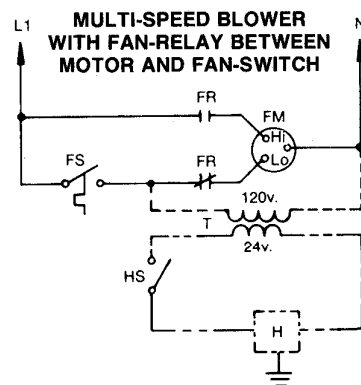 L1
MULTI-SPEED BLOWER
N
WITH FAN-RELAY BETWEEN
MOTOR AND FAN-SWITCH
FR
FM
Hi
Lo
FS
FR
120v.
T
24v.
HS
H